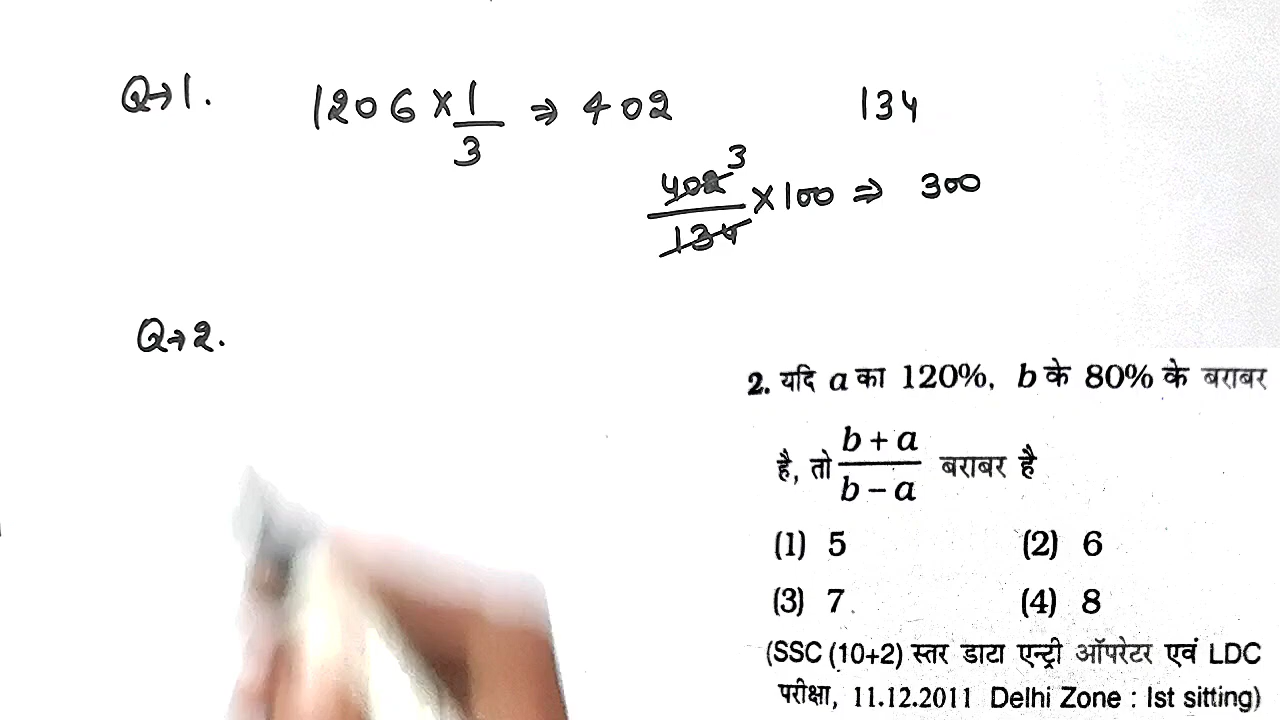 Q→1. 1206 × 1/3 ⇒ 402 134
402/134 3 × 100 ⇒ 300
Q→2.
2. यदि a का 120%, b के 80% के बराबर
है, तो b + a / b – a बराबर है
(1) 5 (2) 6
(3) 7 (4) 8
(SSC (10+2) स्तर डाटा एन्ट्री ऑपरेटर एवं LDC
परीक्षा, 11.12.2011 Delhi Zone : Ist sitting)